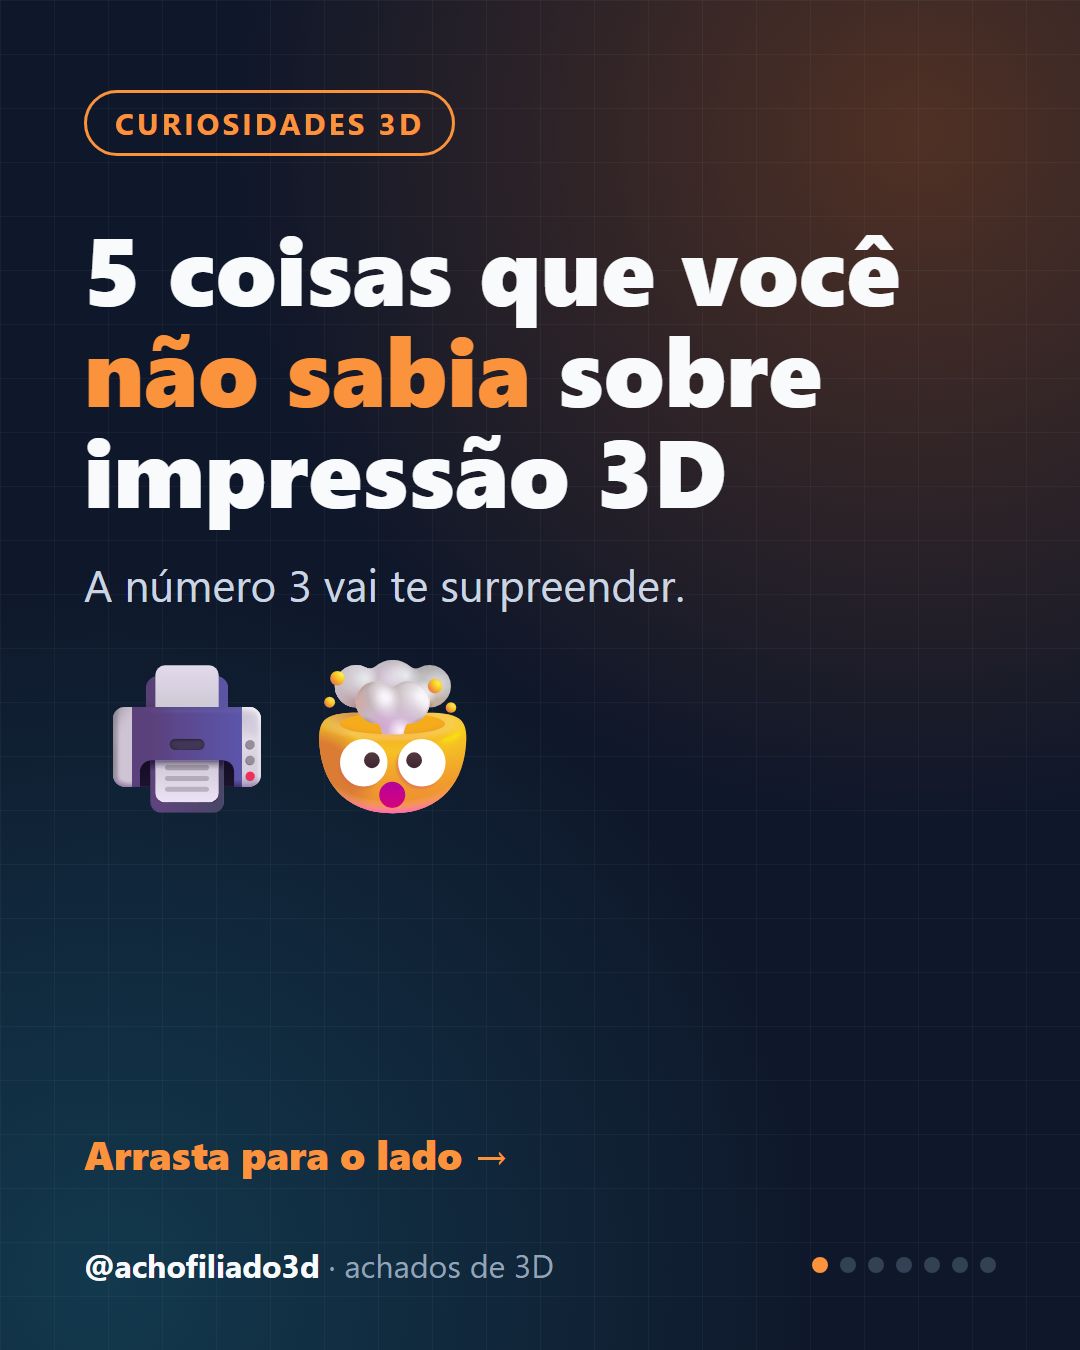 CURIOSIDADES 3D
5 coisas que você
não sabia sobre
impressão 3D
A número 3 vai te surpreender.
Arrasta para o lado →
@achofiliado3d · achados de 3D